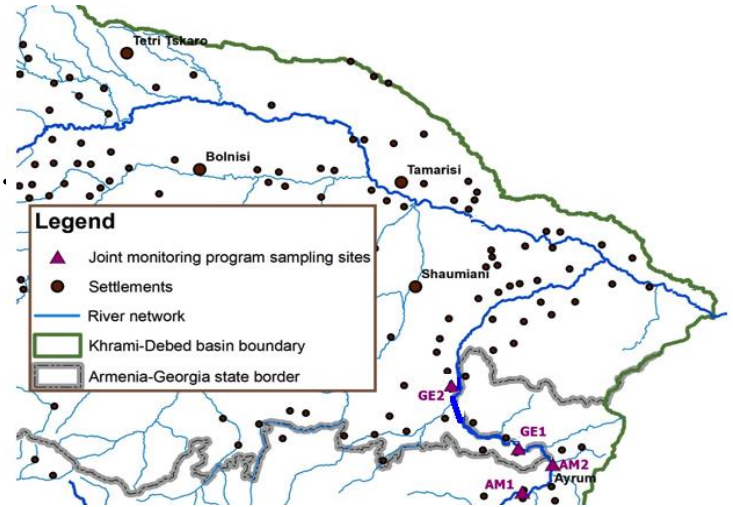 Tetri Tskaro
Bolnisi
Tamarisi
Legend
Joint monitoring program sampling sites
Settlements
River network
Khrami-Debed basin boundary
Armenia-Georgia state border
Shaumiani
GE2
GE1
AM2
Ayrum
AM1